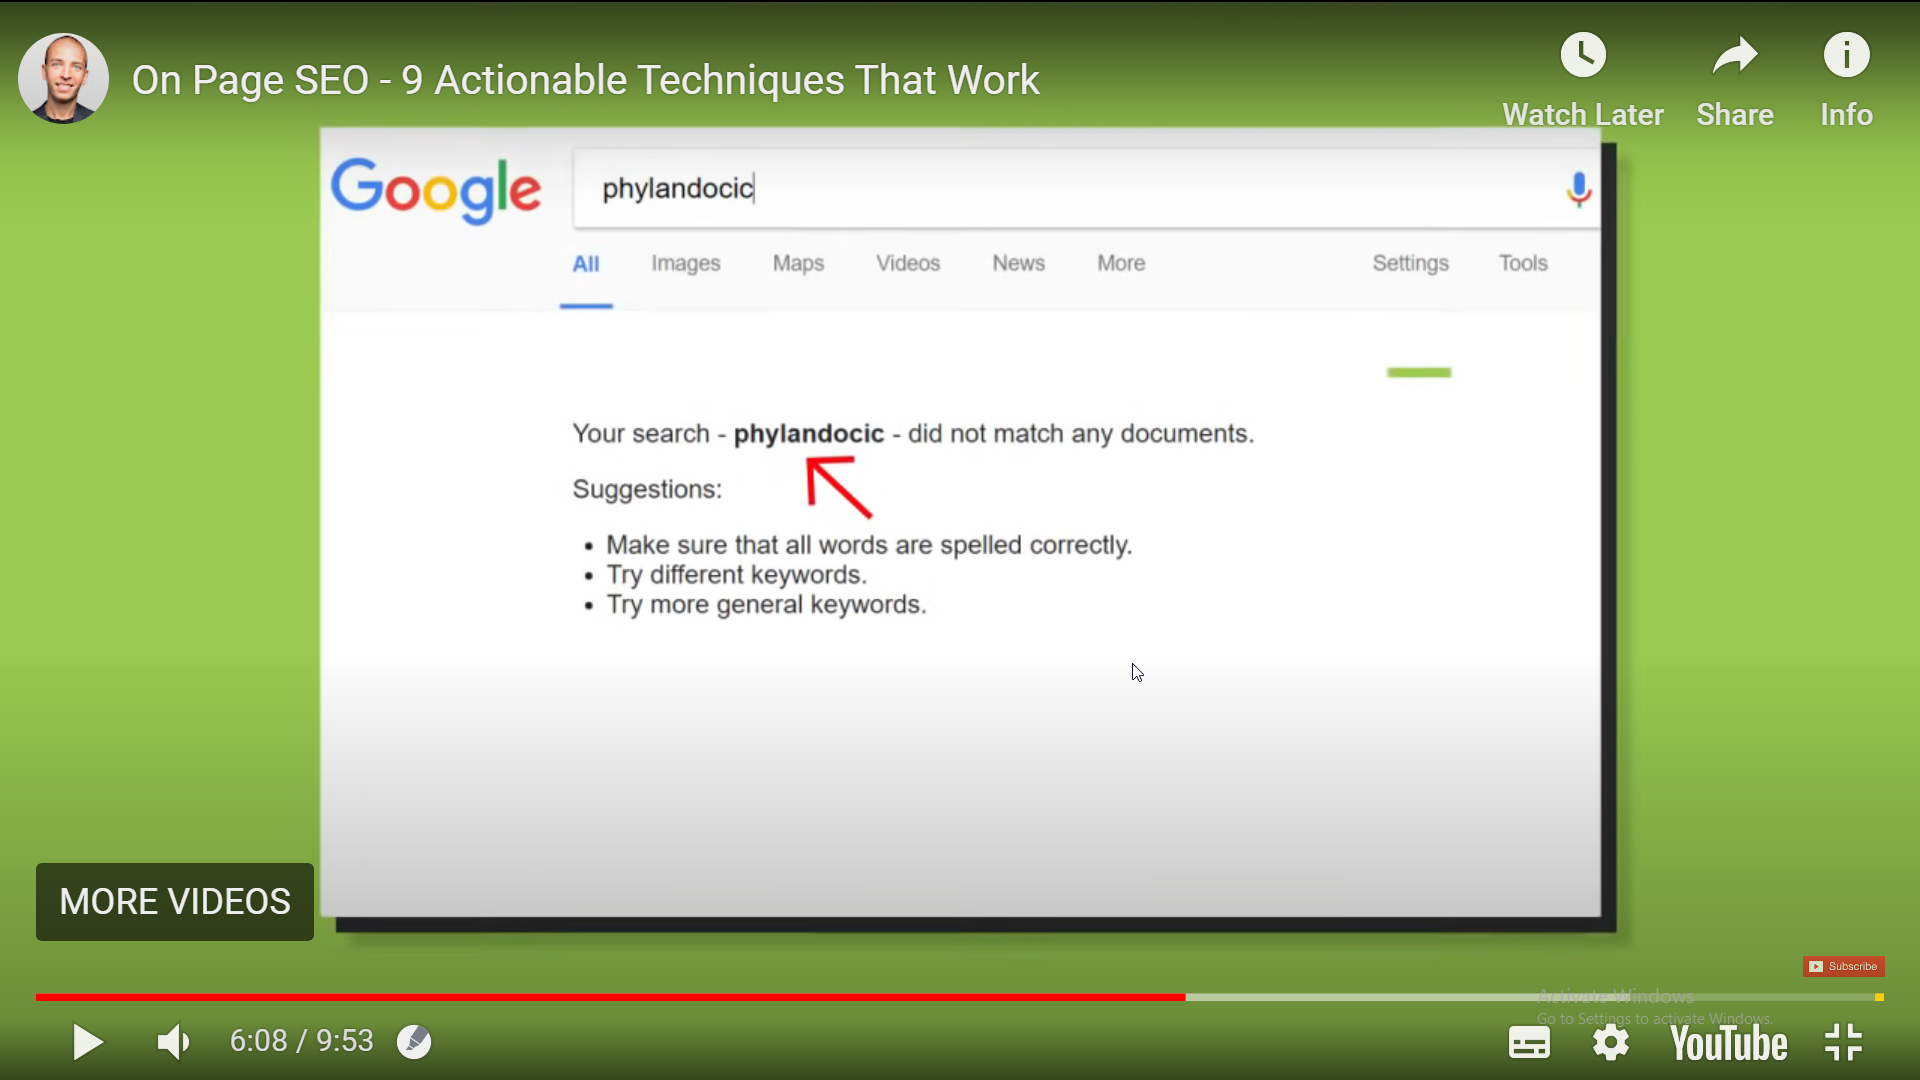 On Page SEO - 9 Actionable Techniques That Work
Watch Later
Share
Info
Google
phylandocic
All Images Maps Videos News More Settings Tools
Your search - phylandocic - did not match any documents.
Suggestions:
• Make sure that all words are spelled correctly.
• Try different keywords.
• Try more general keywords.
MORE VIDEOS
Subscribe
Activate Windows
Go to Settings to activate Windows.
6:08 / 9:53
YouTube